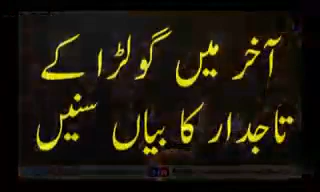 آخر میں گولڑا کے
تاجدار کا بیاں سنیں